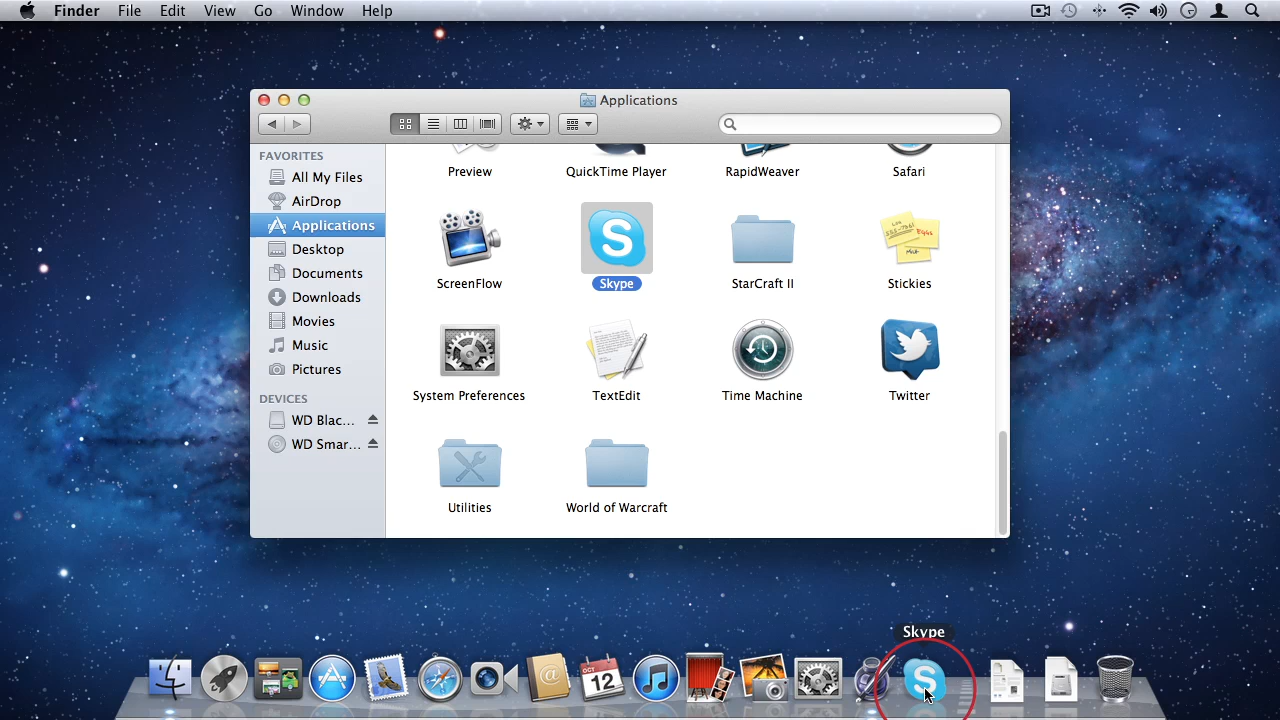 Finder File Edit View Go Window Help
Applications
FAVORITES
All My Files
AirDrop
Applications
Desktop
Documents
Downloads
Movies
Music
Pictures
DEVICES
WD Blac...
WD Smar...
Preview QuickTime Player RapidWeaver Safari
ScreenFlow Skype StarCraft II Stickies
System Preferences TextEdit Time Machine Twitter
Utilities World of Warcraft
Skype
OCT
12